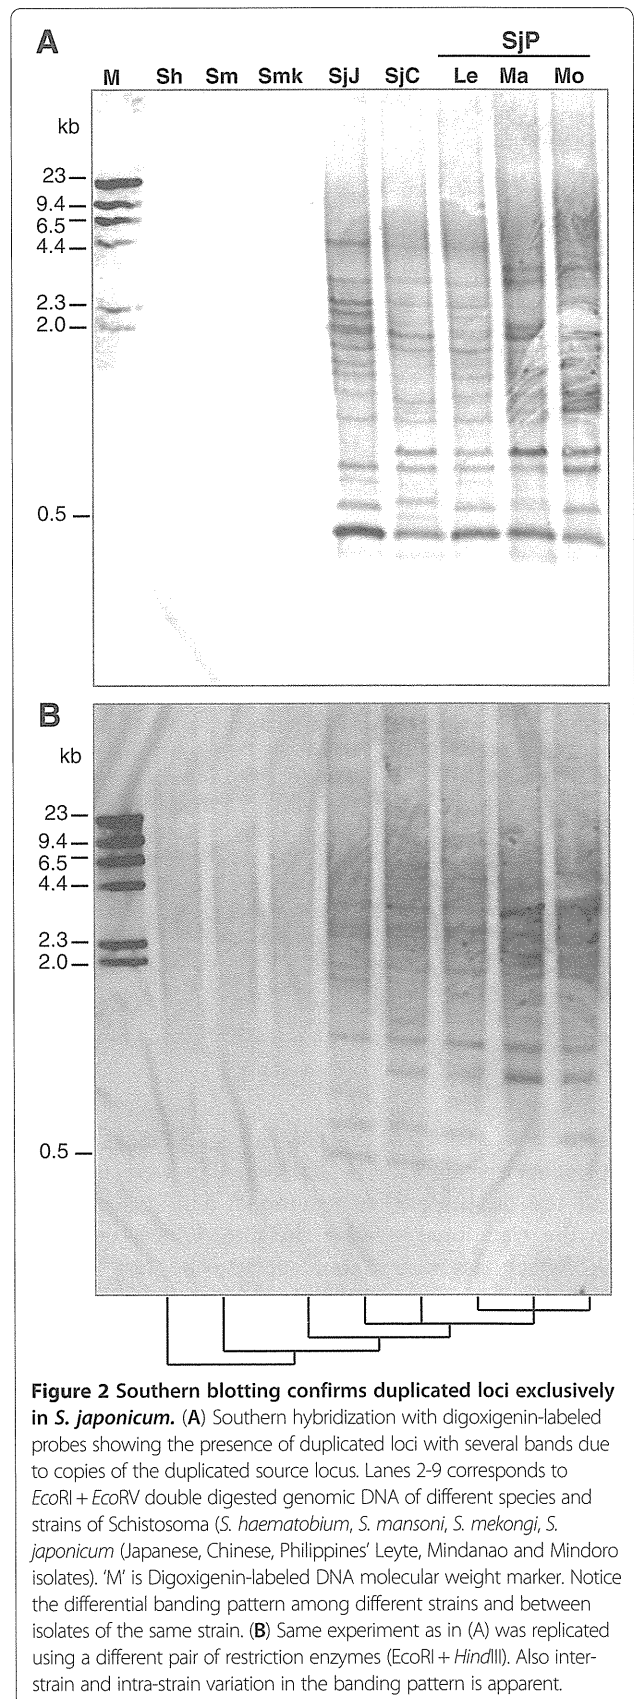 A
SjP
M Sh Sm Smk SjJ SjC Le Ma Mo
kb
23
9.4
6.5
4.4
2.3
2.0
0.5
B
kb
23
9.4
6.5
4.4
2.3
2.0
0.5
Figure 2 Southern blotting confirms duplicated loci exclusively
in S. japonicum. (A) Southern hybridization with digoxigenin-labeled
probes showing the presence of duplicated loci with several bands due
to copies of the duplicated source locus. Lanes 2-9 corresponds to
EcoRI + EcoRV double digested genomic DNA of different species and
strains of Schistosoma (S. haematobium, S. mansoni, S. mekongi, S.
japonicum (Japanese, Chinese, Philippines' Leyte, Mindanao and Mindoro
isolates). 'M' is Digoxigenin-labeled DNA molecular weight marker. Notice
the differential banding pattern among different strains and between
isolates of the same strain. (B) Same experiment as in (A) was replicated
using a different pair of restriction enzymes (EcoRI + HindIII). Also inter-
strain and intra-strain variation in the banding pattern is apparent.